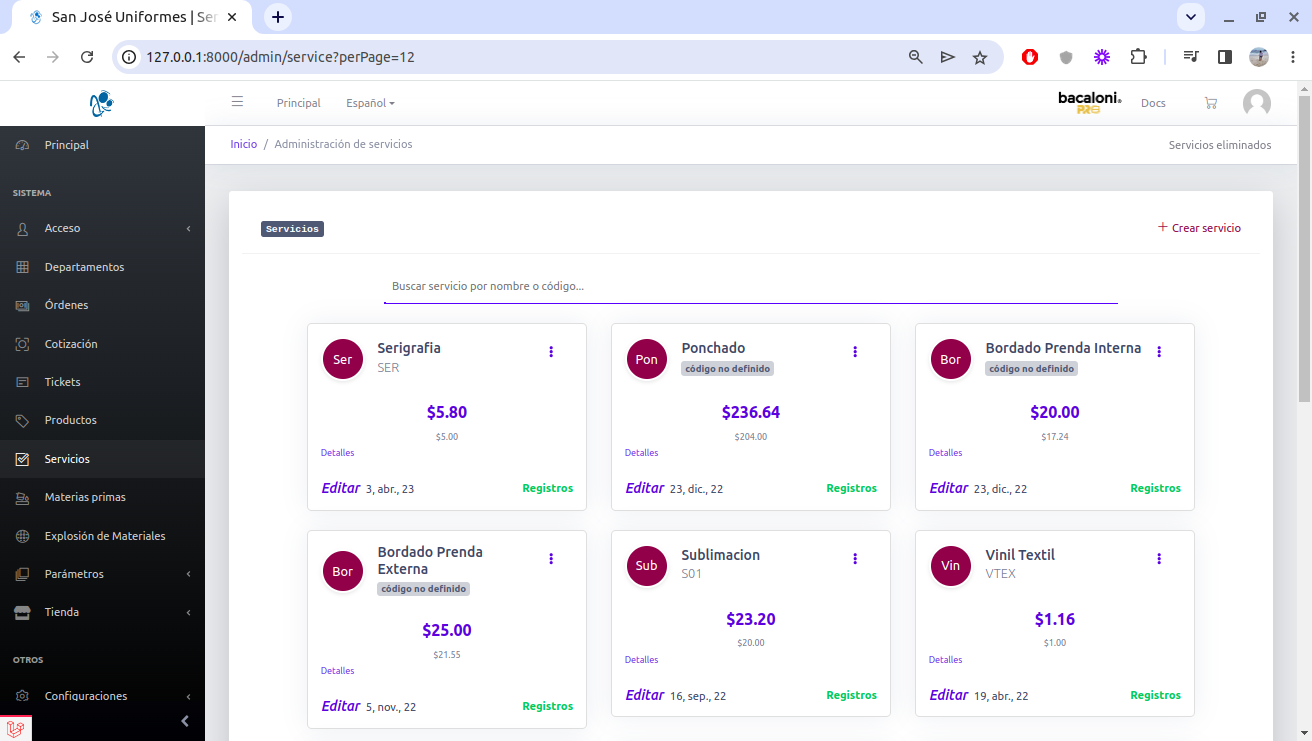 San José Uniformes | Ser
127.0.0.1:8000/admin/service?perPage=12
Principal
Español
bacaloni
PRO
Docs
Principal
SISTEMA
Acceso
Departamentos
Órdenes
Cotización
Tickets
Productos
Servicios
Materias primas
Explosión de Materiales
Parámetros
Tienda
OTROS
Configuraciones
Inicio / Administración de servicios
Servicios eliminados
Servicios
+ Crear servicio
Buscar servicio por nombre o código...
Ser
Serigrafia
SER
$5.80
$5.00
Detalles
Editar 3, abr., 23
Registros
Pon
Ponchado
código no definido
$236.64
$204.00
Detalles
Editar 23, dic., 22
Registros
Bor
Bordado Prenda Interna
código no definido
$20.00
$17.24
Detalles
Editar 23, dic., 22
Registros
Bor
Bordado Prenda
Externa
código no definido
$25.00
$21.55
Detalles
Editar 5, nov., 22
Registros
Sub
Sublimacion
S01
$23.20
$20.00
Detalles
Editar 16, sep., 22
Registros
Vin
Vinil Textil
VTEX
$1.16
$1.00
Detalles
Editar 19, abr., 22
Registros